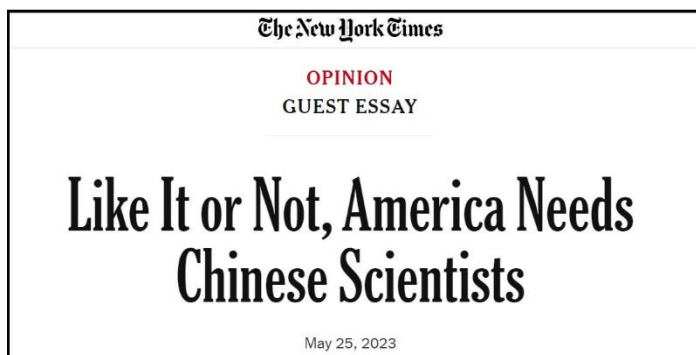 The New York Times
OPINION
GUEST ESSAY
Like It or Not, America Needs
Chinese Scientists
May 25, 2023